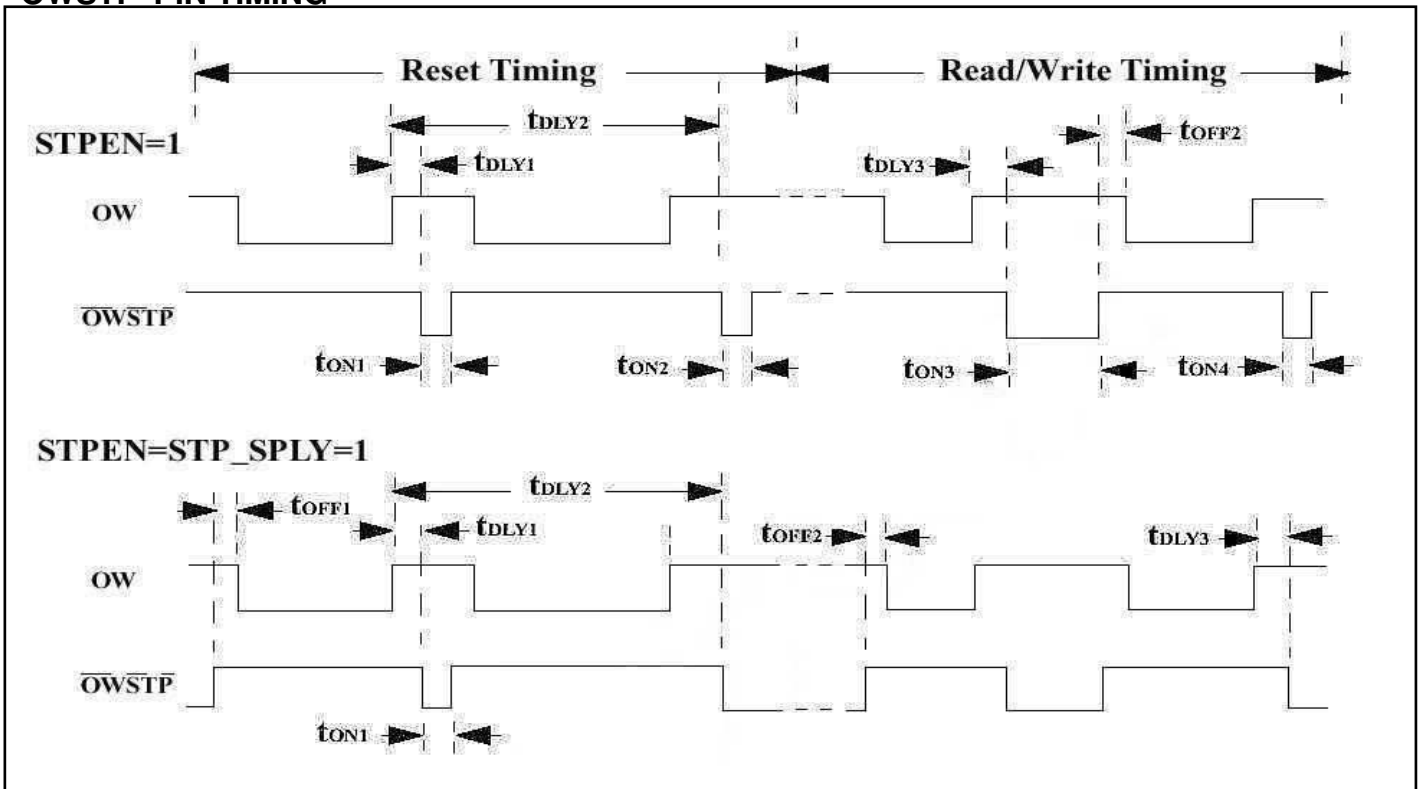 OWSTP PIN TIMING
Reset Timing
Read/Write Timing
STPEN=1
tDLY2
tOFF2
tDLY1
tDLY3
OW
OWSTP
tON1
tON2
tON3
tON4
STPEN=STP_SPLY=1
tDLY2
tOFF1
tDLY1
tOFF2
tDLY3
OW
OWSTP
tON1